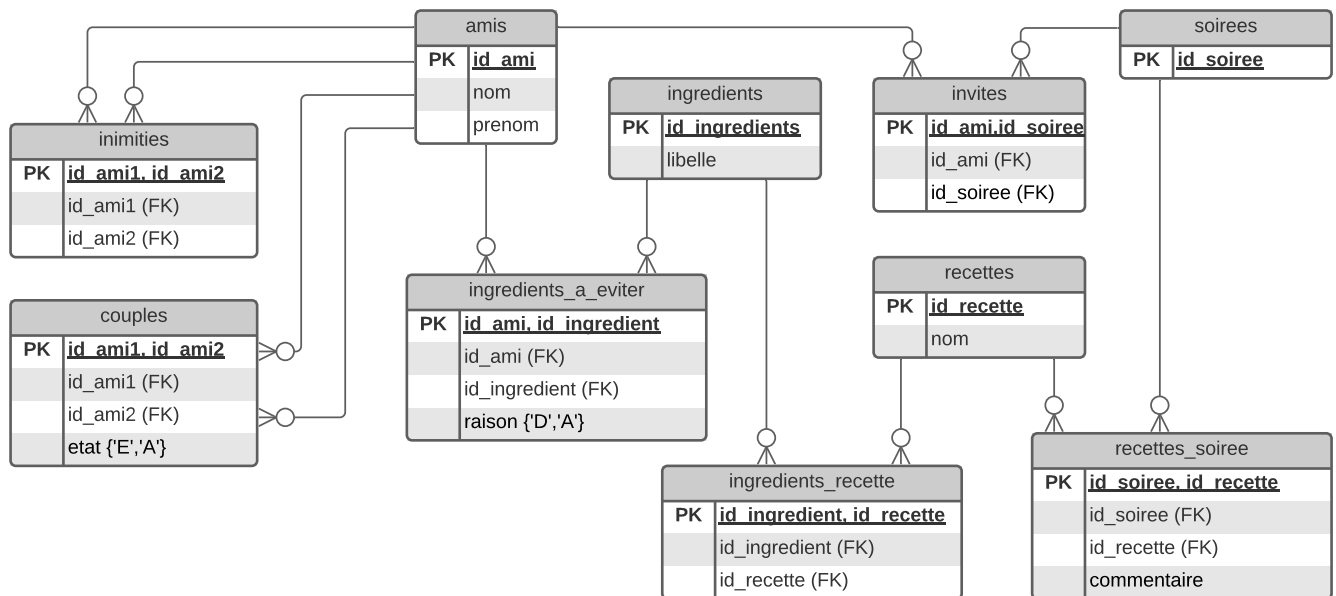 amis
PK id_ami
nom
prenom
soirees
PK id_soiree
ingredients
PK id_ingredients
libelle
invites
PK id_ami,id_soiree
id_ami (FK)
id_soiree (FK)
inimities
PK id_ami1, id_ami2
id_ami1 (FK)
id_ami2 (FK)
couples
PK id_ami1, id_ami2
id_ami1 (FK)
id_ami2 (FK)
etat {'E','A'}
ingredients_a_eviter
PK id_ami, id_ingredient
id_ami (FK)
id_ingredient (FK)
raison {'D','A'}
recettes
PK id_recette
nom
ingredients_recette
PK id_ingredient, id_recette
id_ingredient (FK)
id_recette (FK)
recettes_soiree
PK id_soiree, id_recette
id_soiree (FK)
id_recette (FK)
commentaire